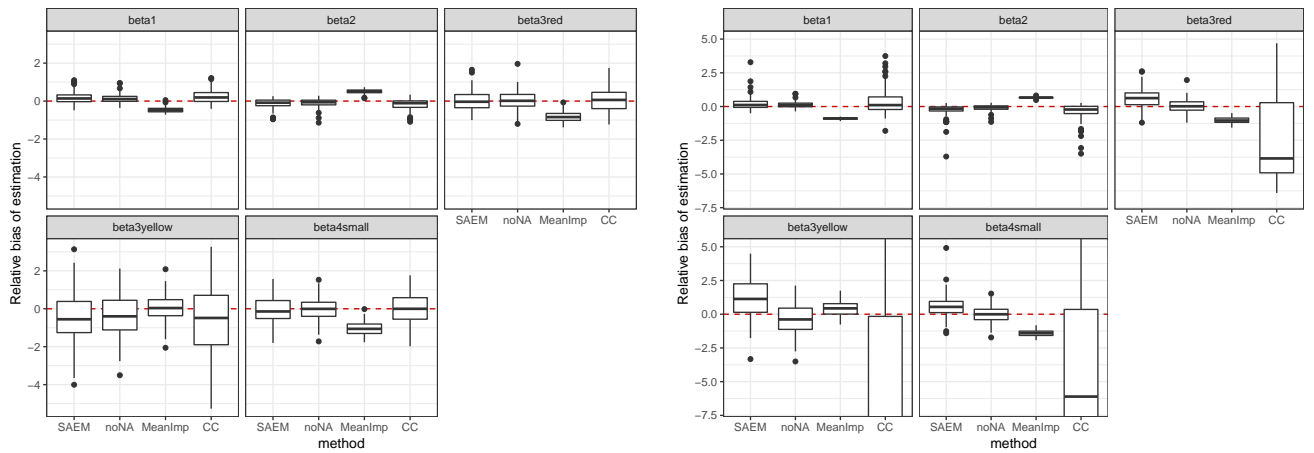 beta1 beta2 beta3red
2
0
−2
−4
SAEM noNA MeanImp CC
beta3yellow beta4small
2
0
−2
−4
SAEM noNA MeanImp CC SAEM noNA MeanImp CC
method
Relative bias of estimation
beta1 beta2 beta3red
5.0
2.5
0.0
−2.5
−5.0
−7.5
SAEM noNA MeanImp CC
beta3yellow beta4small
5.0
2.5
0.0
−2.5
−5.0
−7.5
SAEM noNA MeanImp CC SAEM noNA MeanImp CC
method
Relative bias of estimation